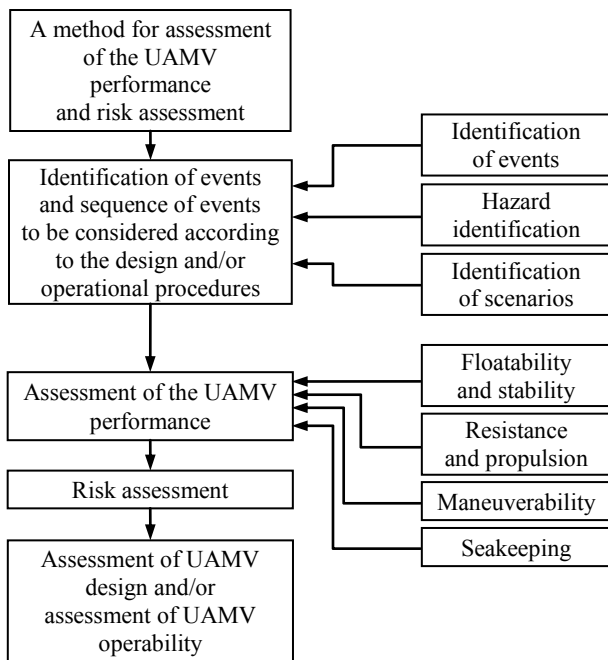 A method for assessment
of the UAMV
performance
and risk assessment
Identification of events
and sequence of events
to be considered according
to the design and/or
operational procedures
Identification
of events
Hazard
identification
Identification
of scenarios
Assessment of the UAMV
performance
Floatability
and stability
Resistance
and propulsion
Maneuverability
Seakeeping
Risk assessment
Assessment of UAMV
design and/or
assessment of UAMV
operability